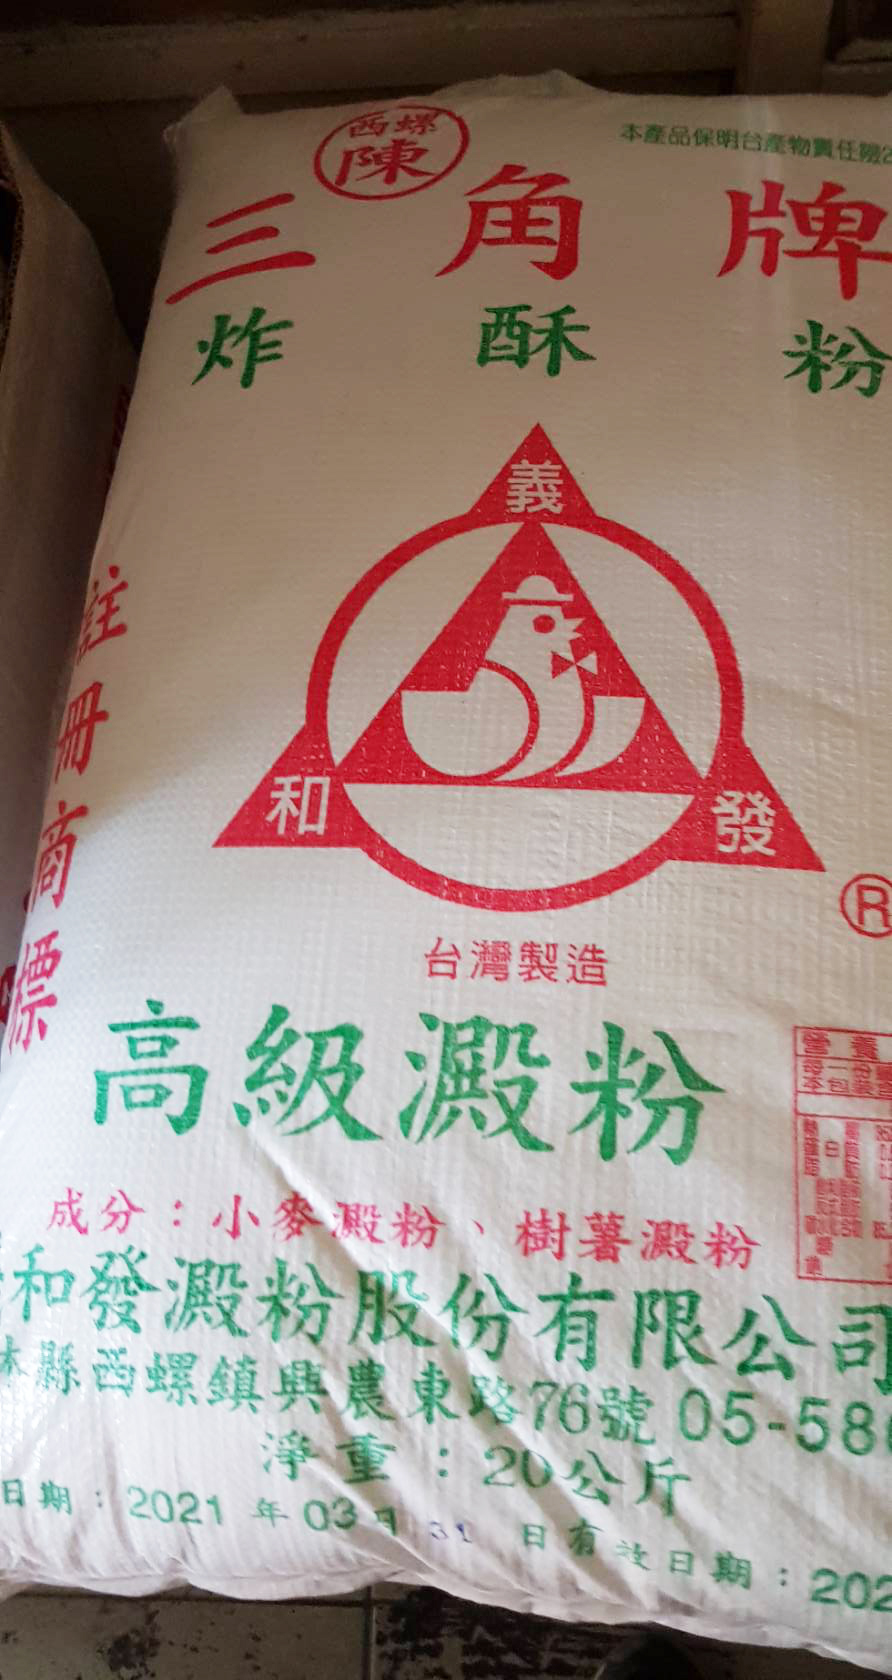 西螺
陳
本產品保明台產物責任險2
三角牌
炸酥粉
義
和
發
註冊商標
®
台灣製造
高級澱粉
營養
成分：小麥澱粉、樹薯澱粉
和發澱粉股份有限公司
縣西螺鎮興農東路76號 05-58
淨重：20公斤
日期：2021年03月31日有效日期：202